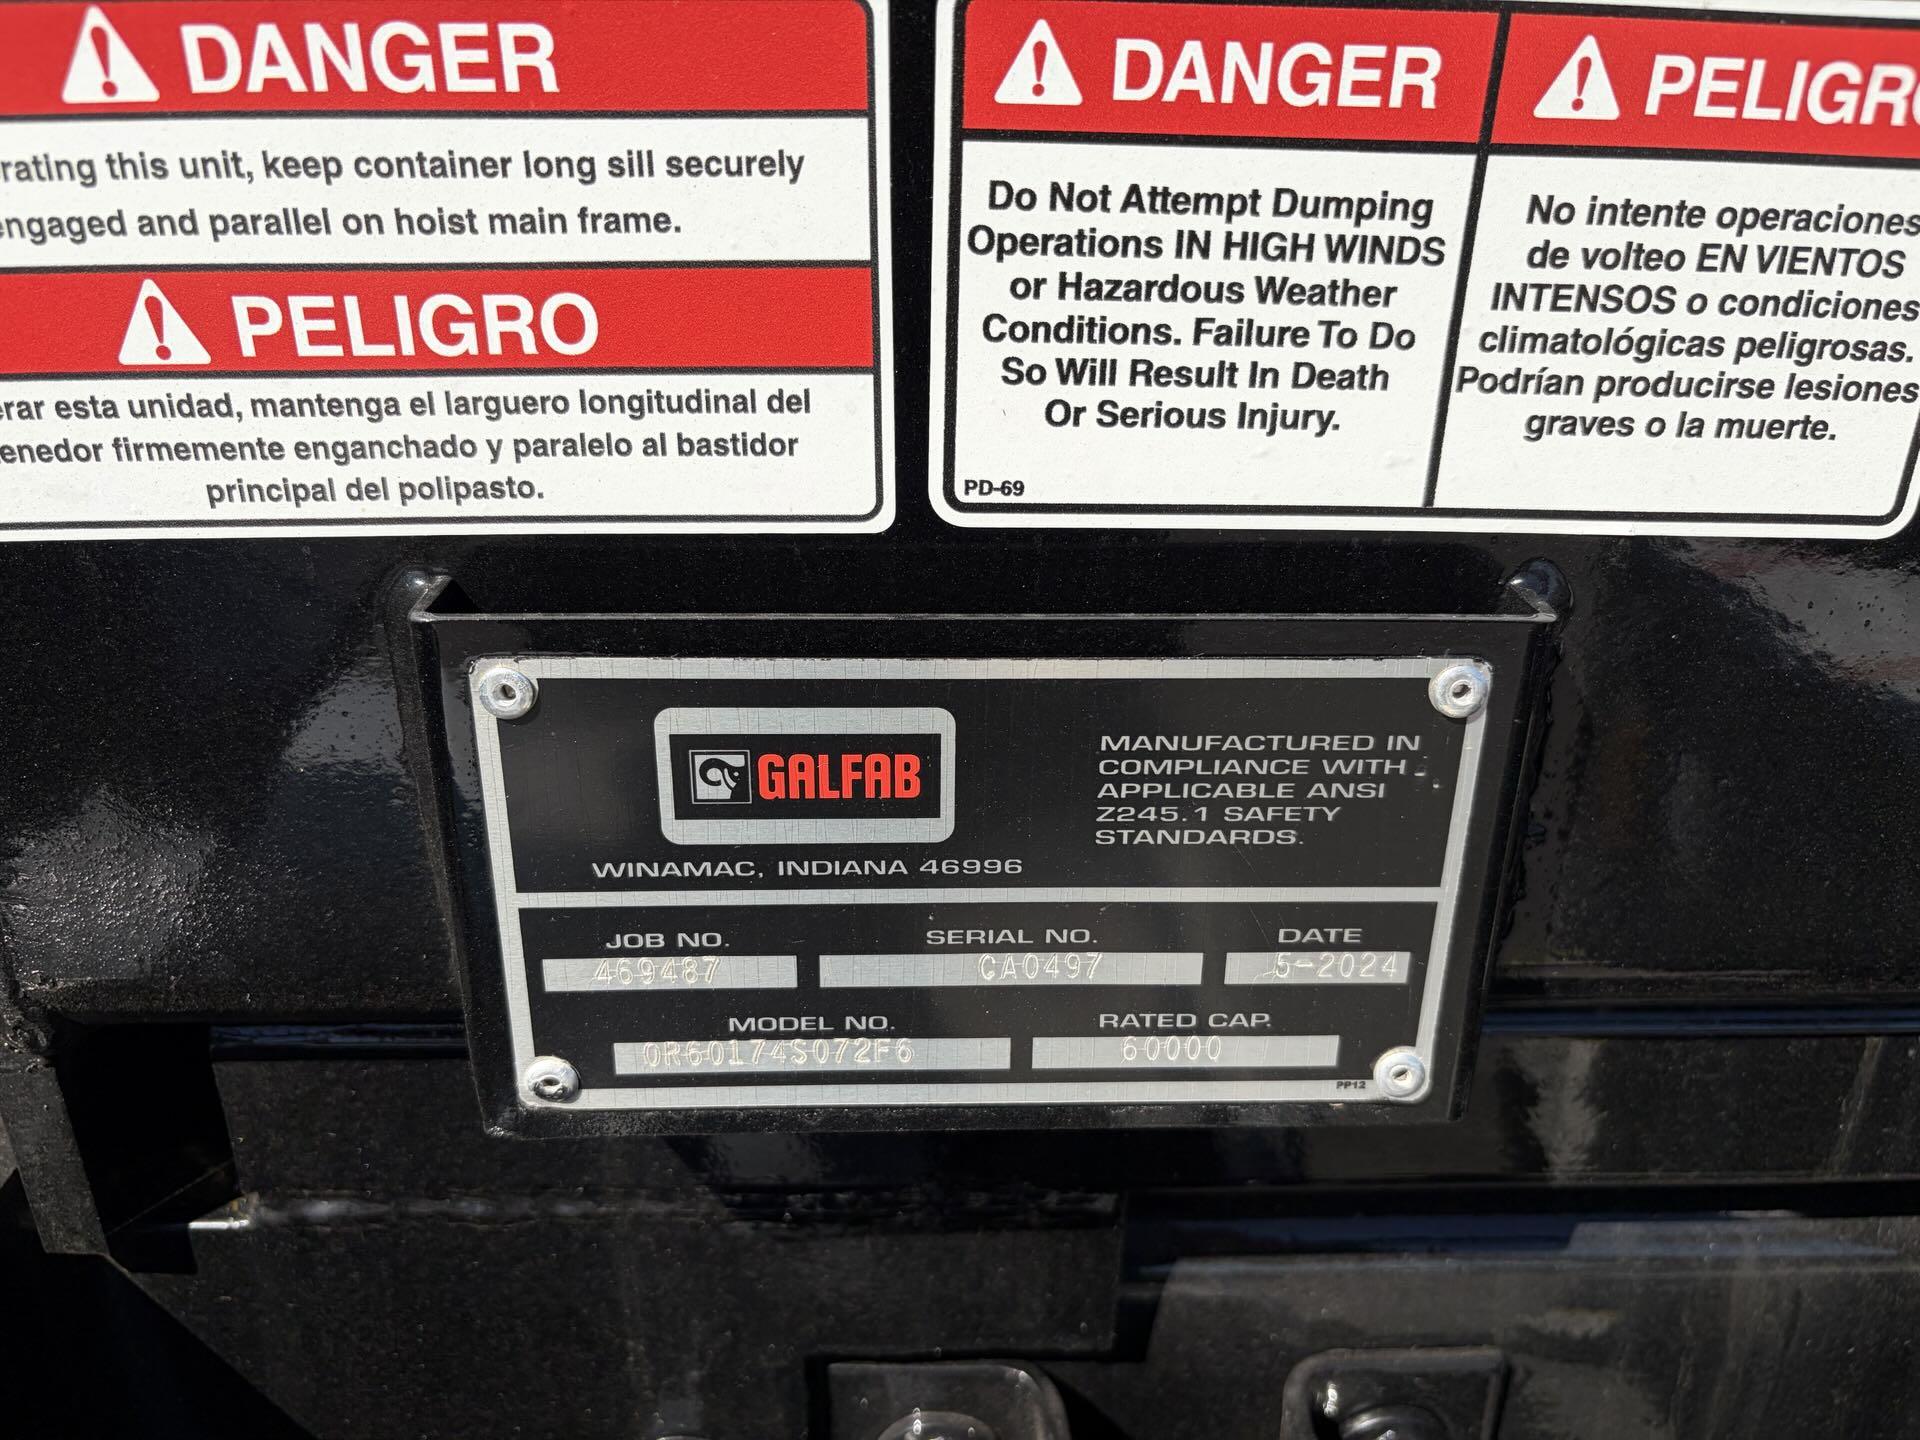 DANGER
rating this unit, keep container long sill securely
engaged and parallel on hoist main frame.
PELIGRO
erar esta unidad, mantenga el larguero longitudinal del
enedor firmemente enganchado y paralelo al bastidor
principal del polipasto.
DANGER
Do Not Attempt Dumping
Operations IN HIGH WINDS
or Hazardous Weather
Conditions. Failure To Do
So Will Result In Death
Or Serious Injury.
PD-69
PELIGRO
No intente operaciones
de volteo EN VIENTOS
INTENSOS o condiciones
climatológicas peligrosas.
Podrían producirse lesiones
graves o la muerte.
GALFAB
WINAMAC, INDIANA 46996
MANUFACTURED IN
COMPLIANCE WITH
APPLICABLE ANSI
Z245.1 SAFETY
STANDARDS.
JOB NO. SERIAL NO. DATE
469487 CA0497 5-2024
MODEL NO. RATED CAP.
OR60174S072F6 60000
PP12